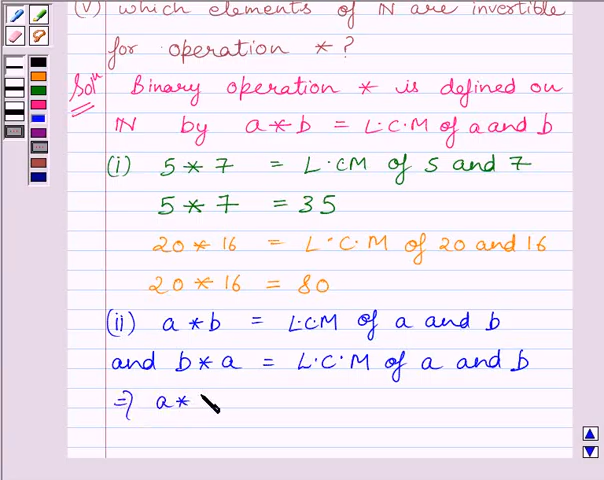 (v) which elements of N are invertible
for operation * ?
Solⁿ Binary operation * is defined on
N by a * b = L.C.M of a and b
(i) 5 * 7 = L.CM of 5 and 7
5 * 7 = 35
20 * 16 = L.C.M of 20 and 16
20 * 16 = 80
(ii) a * b = L.CM of a and b
and b * a = L.C.M of a and b
⇒ a *